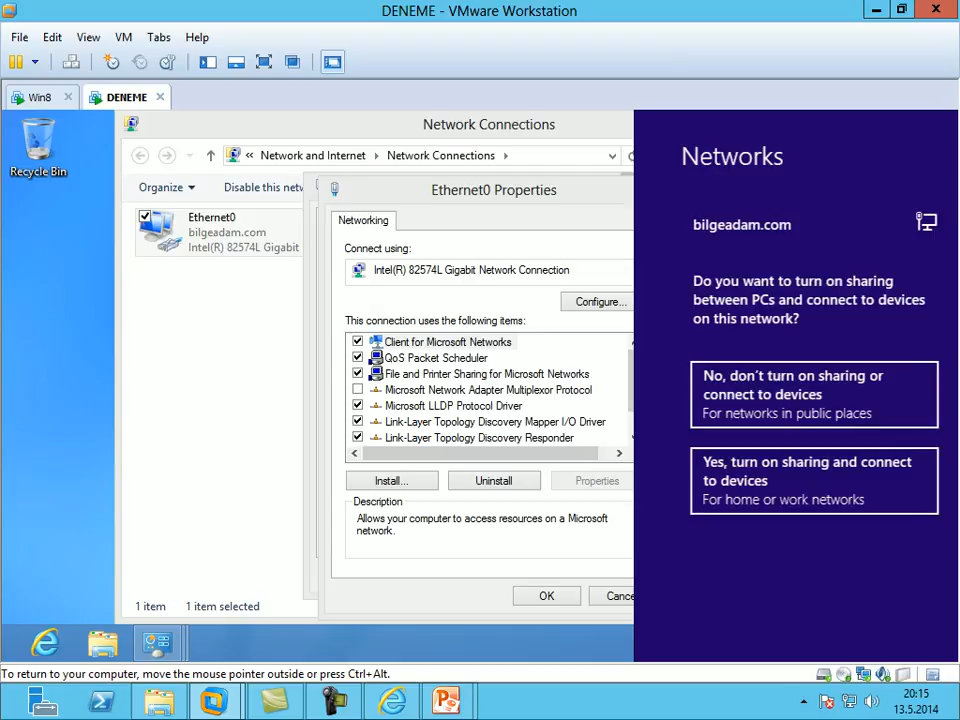 DENEME - VMware Workstation
File Edit View VM Tabs Help
Win8 DENEME
Recycle Bin
Network Connections
« Network and Internet Network Connections
Organize Disable this netw
Ethernet0
bilgeadam.com
Intel(R) 82574L Gigabit
1 item 1 item selected
Ethernet0 Properties
Networking
Connect using:
Intel(R) 82574L Gigabit Network Connection
Configure...
This connection uses the following items:
Client for Microsoft Networks
QoS Packet Scheduler
File and Printer Sharing for Microsoft Networks
Microsoft Network Adapter Multiplexor Protocol
Microsoft LLDP Protocol Driver
Link-Layer Topology Discovery Mapper I/O Driver
Link-Layer Topology Discovery Responder
Install... Uninstall Properties
Description
Allows your computer to access resources on a Microsoft
network.
OK Cance
Networks
bilgeadam.com
Do you want to turn on sharing
between PCs and connect to devices
on this network?
No, don't turn on sharing or
connect to devices
For networks in public places
Yes, turn on sharing and connect
to devices
For home or work networks
To return to your computer, move the mouse pointer outside or press Ctrl+Alt.
20:15
13.5.2014